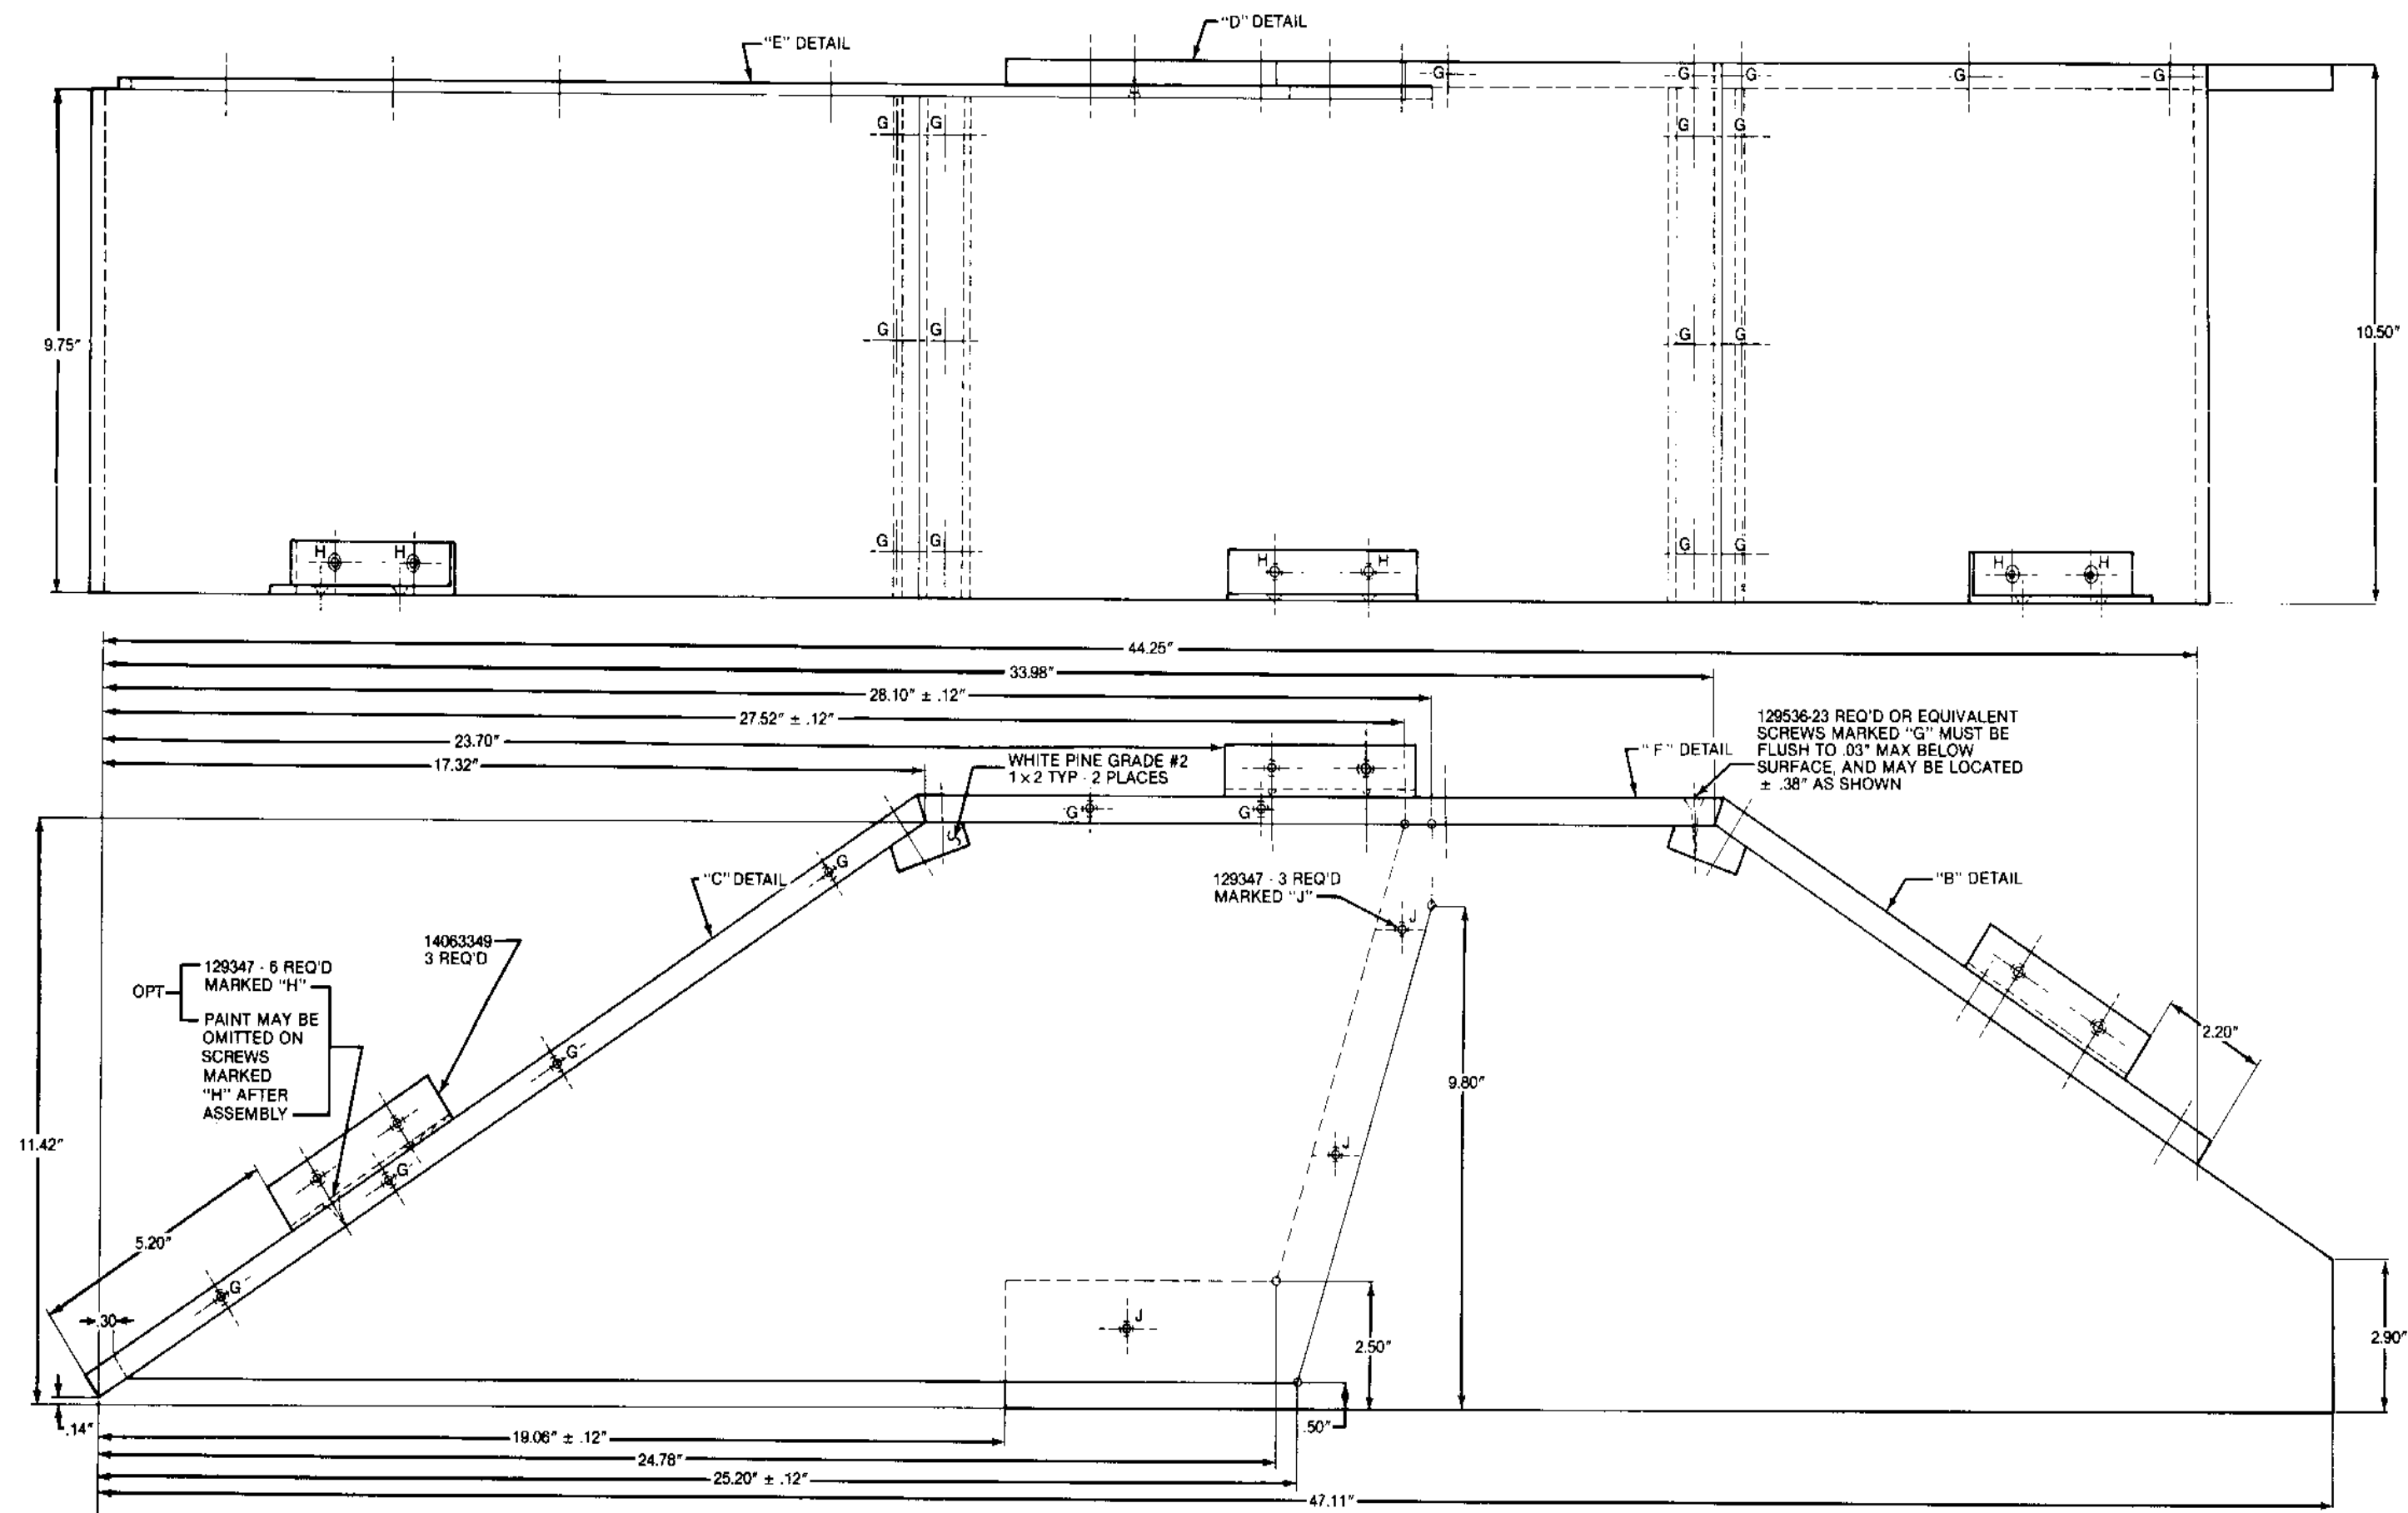 "D" DETAIL
"E" DETAIL
G
G G
G
G
G G
G G
9.75"
10.50"
G G
G G
G G
G G
H H
H H
H H
44.25"
33.98"
28.10" ± .12"
27.52" ± .12"
23.70"
17.32"
WHITE PINE GRADE #2
1 x 2 TYP - 2 PLACES
"F" DETAIL
129536-23 REQ'D OR EQUIVALENT
SCREWS MARKED "G" MUST BE
FLUSH TO .03" MAX BELOW
SURFACE, AND MAY BE LOCATED
± .38" AS SHOWN
G G
G
"C" DETAIL
129347 - 3 REQ'D
MARKED "J"
J
"B" DETAIL
14063349
3 REQ'D
OPT
129347 - 6 REQ'D
MARKED "H"
PAINT MAY BE
OMITTED ON
SCREWS
MARKED
"H" AFTER
ASSEMBLY
G
2.20"
9.80"
11.42"
J
G
5.20"
G
.30
J
2.50"
2.90"
.14"
.50"
19.06" ± .12"
24.78"
25.20" ± .12"
47.11"